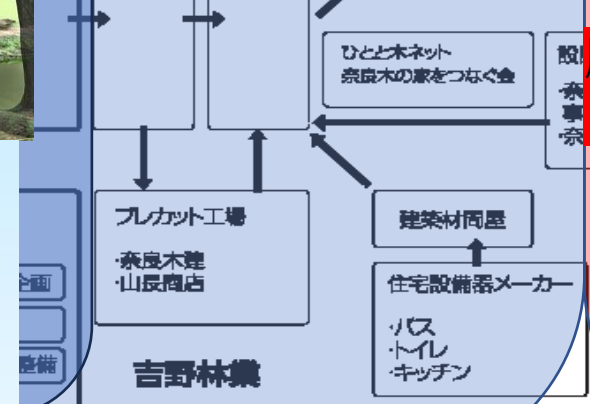 ひとと木ネット
奈良木の家をつなぐ会
プレカット工場
・奈良木建
・山長商店
建築材問屋
住宅設備器メーカー
・バス
・トイレ
・キッチン
吉野林業
企画
整備